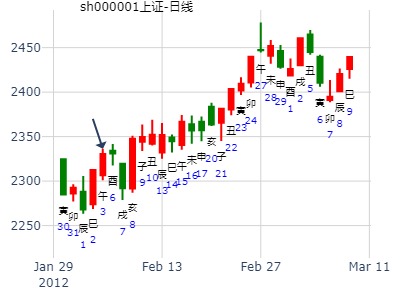 sh000001上证-日线
2450
2400
2350
2300
2250
寅
30
卯
31
辰
1
巳
2
午
3
酉
6
戌
7
亥
8
子
9
丑
10
辰
13
巳
14
午
15
未
16
申
17
亥
20
子
21
丑
22
寅
23
卯
24
午
27
未
28
申
29
酉
1
戌
2
丑
5
寅
6
卯
7
辰
8
巳
9
Jan 29
2012
Feb 13
Feb 27
Mar 11